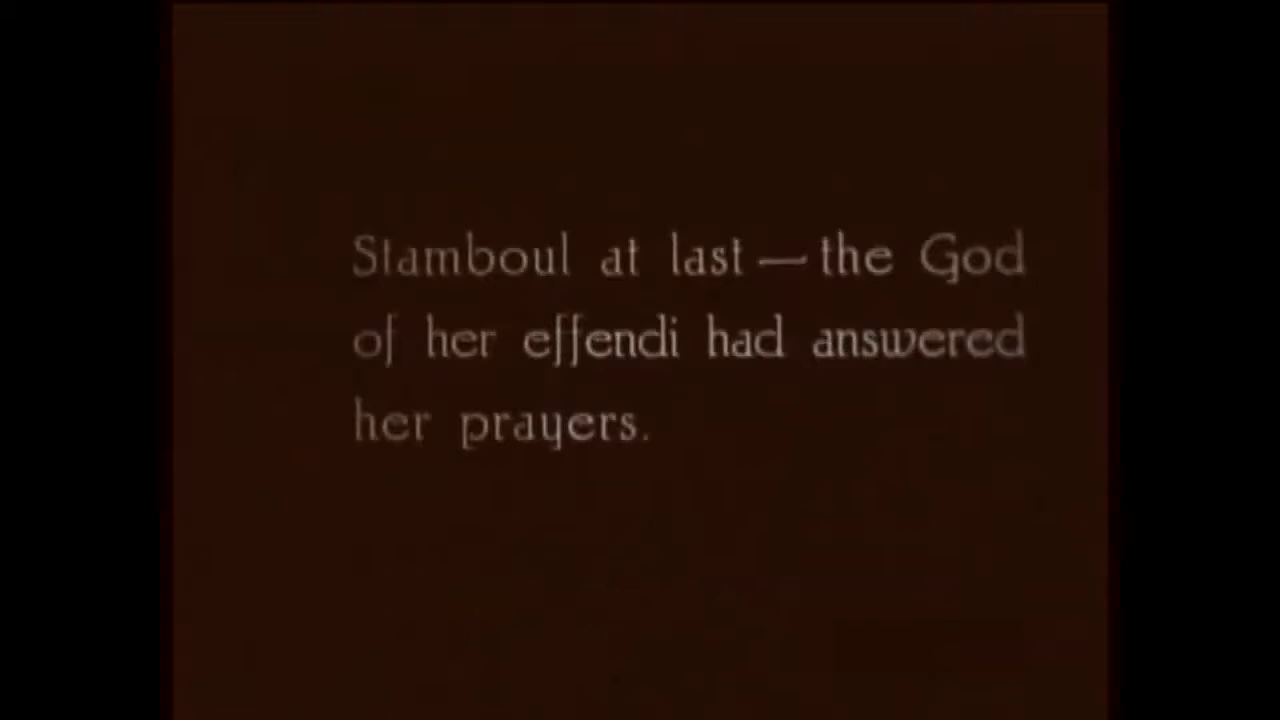 Stamboul at last — the God
of her effendi had answered
her prayers.